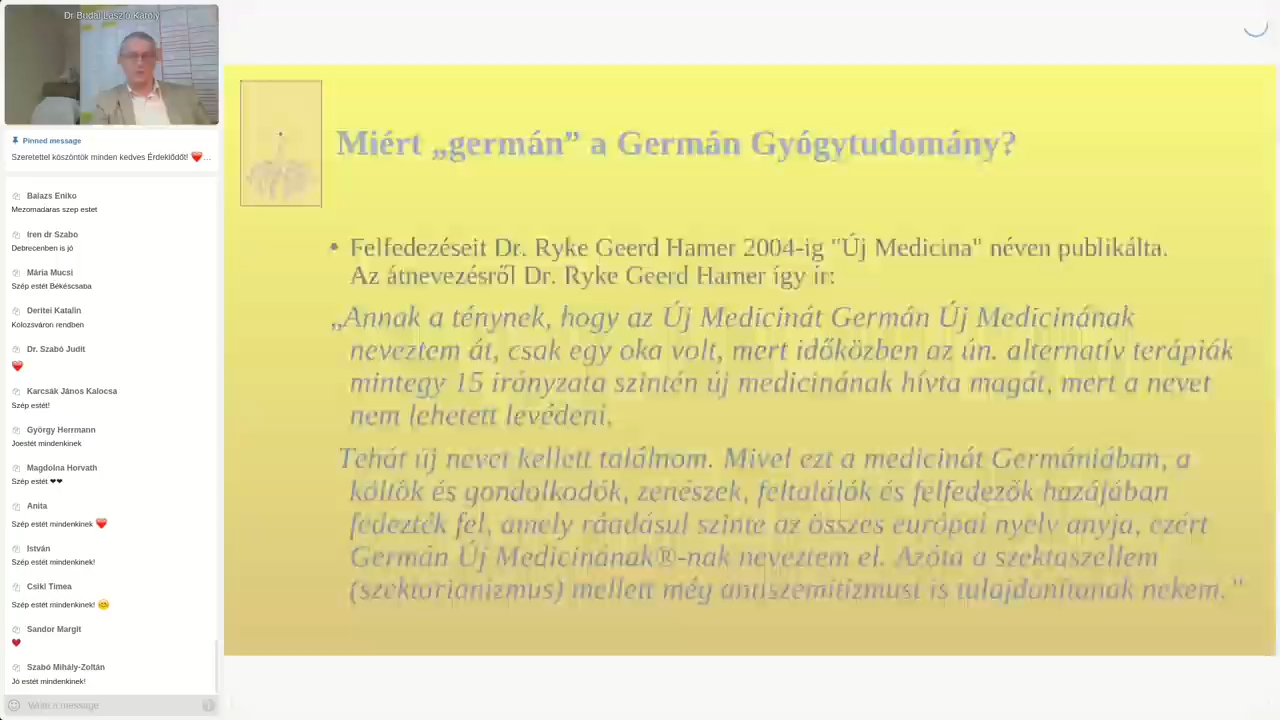 Dr Budai László Károly
Pinned message
Szeretettel köszöntök minden kedves Érdeklődőt! ❤️…
Balazs Eniko
Mezomadaras szep estet
Iren dr Szabo
Debrecenben is jó
Mária Mucsi
Szép estét Békéscsaba
Deritei Katalin
Kolozsváron rendben
Dr. Szabó Judit
❤️
Karcsák János Kalocsa
Szép estét!
György Herrmann
Joestét mindenkinek
Magdolna Horvath
Szép estét ❤❤
Anita
Szép estét mindenkinek ❤️
István
Szép estét mindenkinek!
Csiki Timea
Szép estét mindenkinek! 😊
Sandor Margit
♥
Szabó Mihály-Zoltán
Jó estét mindenkinek!
Write a message
Miért „germán” a Germán Gyógytudomány?
• Felfedezéseit Dr. Ryke Geerd Hamer 2004-ig "Új Medicina" néven publikálta.
Az átnevezésről Dr. Ryke Geerd Hamer így ír:
„Annak a ténynek, hogy az Új Medicinát Germán Új Medicinának
neveztem át, csak egy oka volt, mert időközben az ún. alternatív terápiák
mintegy 15 irányzata szintén új medicinának hívta magát, mert a nevet
nem lehetett levédeni.
Tehát új nevet kellett találnom. Mivel ezt a medicinát Germániában, a
költők és gondolkodók, zenészek, feltalálók és felfedezők hazájában
fedezték fel, amely ráadásul szinte az összes európai nyelv anyja, ezért
Germán Új Medicinának®-nak neveztem el. Azóta a szektaszellem
(szektarianizmus) mellett még antiszemitizmust is tulajdonítanak nekem."